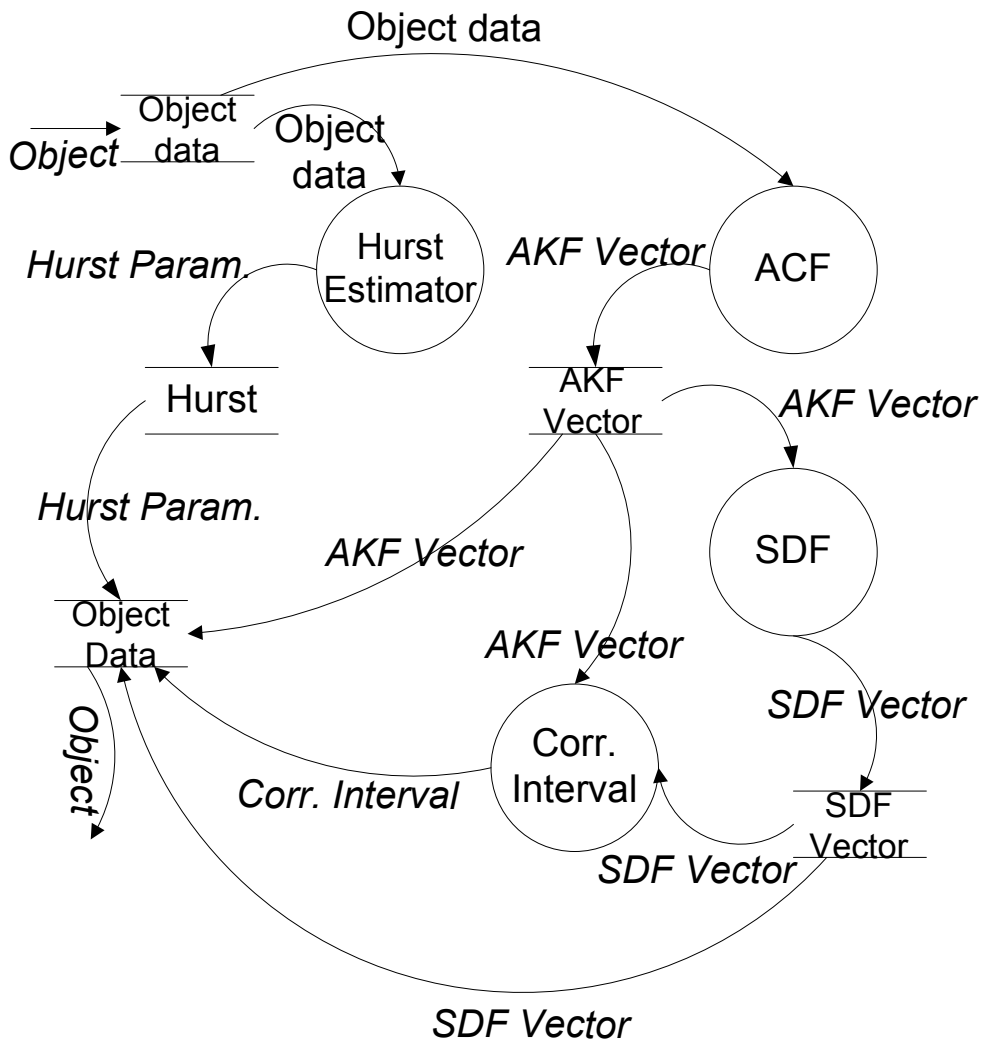 Object data
Object
data
Object
Object
data
Hurst
Estimator
Hurst Param.
AKF Vector
ACF
Hurst
AKF
Vector
AKF Vector
Hurst Param.
AKF Vector
SDF
Object
Data
AKF Vector
SDF Vector
Object
Corr.
Interval
Corr. Interval
SDF
Vector
SDF Vector
SDF Vector